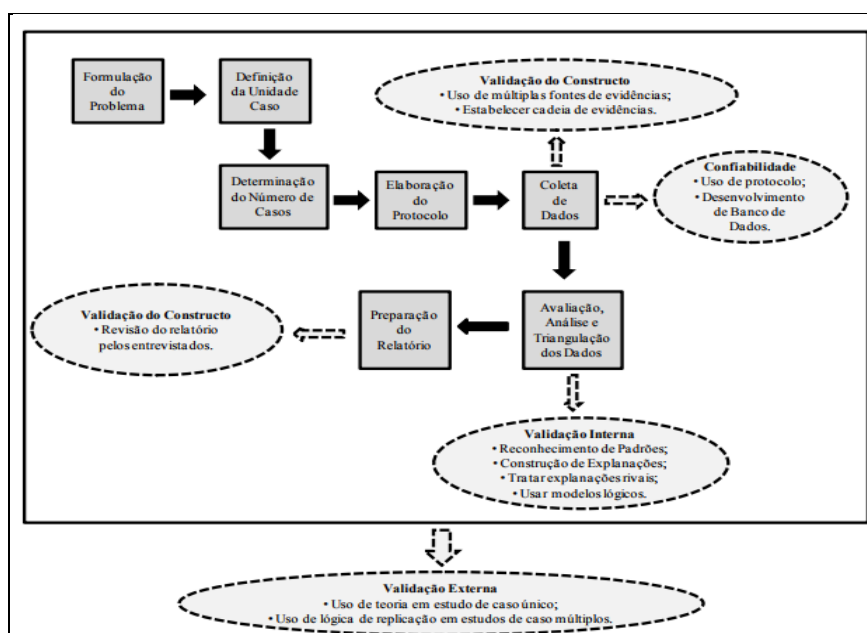 Formulação
do
Problema
Definição
da Unidade
Caso
Validação do Constructo
• Uso de múltiplas fontes de evidências;
• Estabelecer cadeia de evidências.
Determinação
do Número de
Casos
Elaboração
do
Protocolo
Coleta
de
Dados
Confiabilidade
• Uso de protocolo;
• Desenvolvimento
de Banco de
Dados.
Validação do Constructo
• Revisão do relatório
pelos entrevistados.
Preparação
do
Relatório
Avaliação,
Análise e
Triangulação
dos Dados
Validação Interna
• Reconhecimento de Padrões;
• Construção de Explanações;
• Tratar explanações rivais;
• Usar modelos lógicos.
Validação Externa
• Uso de teoria em estudo de caso único;
• Uso de lógica de replicação em estudos de caso múltiplos.